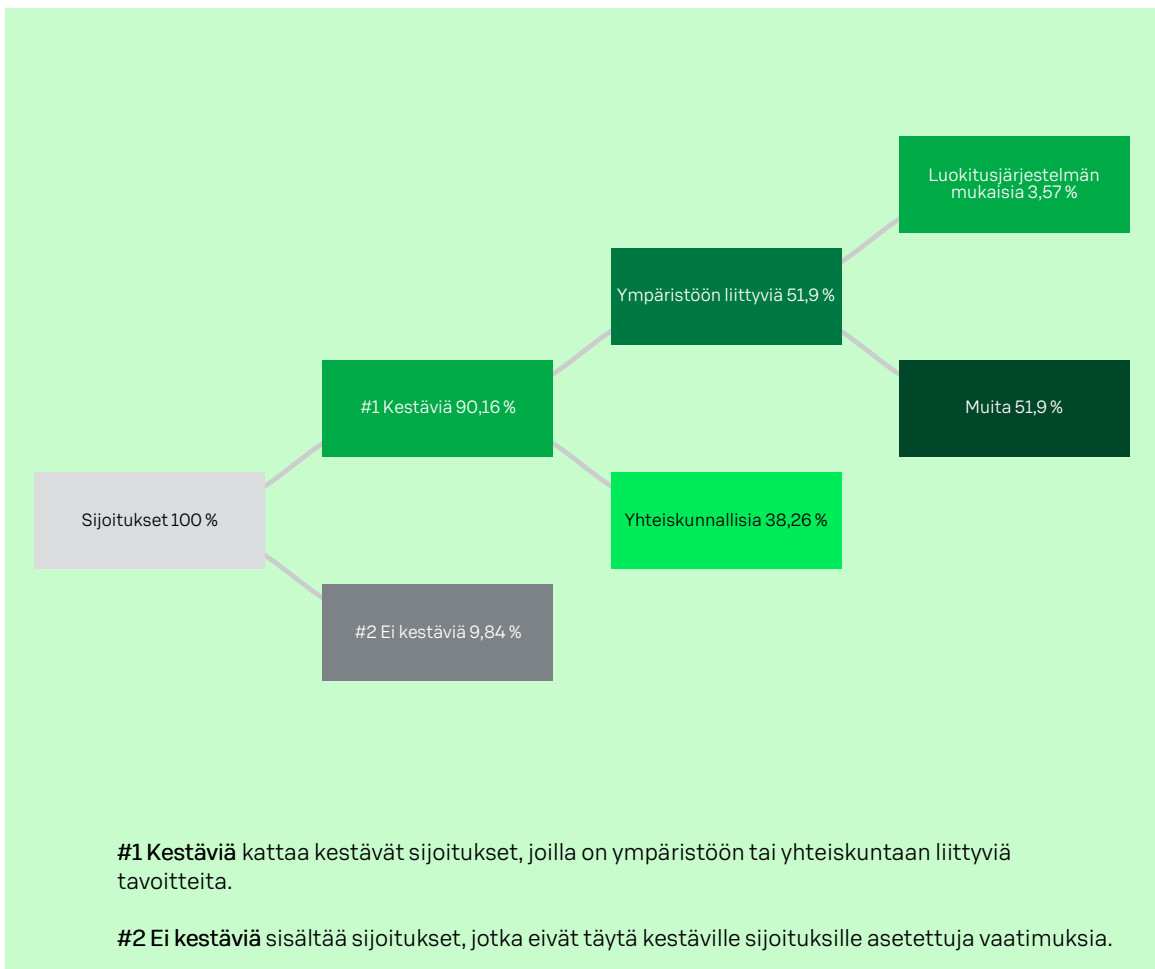 Luokitusjärjestelmän
mukaisia 3,57 %
Ympäristöön liittyviä 51,9 %
#1 Kestäviä 90,16 %
Muita 51,9 %
Sijoitukset 100 %
Yhteiskunnallisia 38,26 %
#2 Ei kestäviä 9,84 %
#1 Kestäviä kattaa kestävät sijoitukset, joilla on ympäristöön tai yhteiskuntaan liittyviä
tavoitteita.
#2 Ei kestäviä sisältää sijoitukset, jotka eivät täytä kestäville sijoituksille asetettuja vaatimuksia.